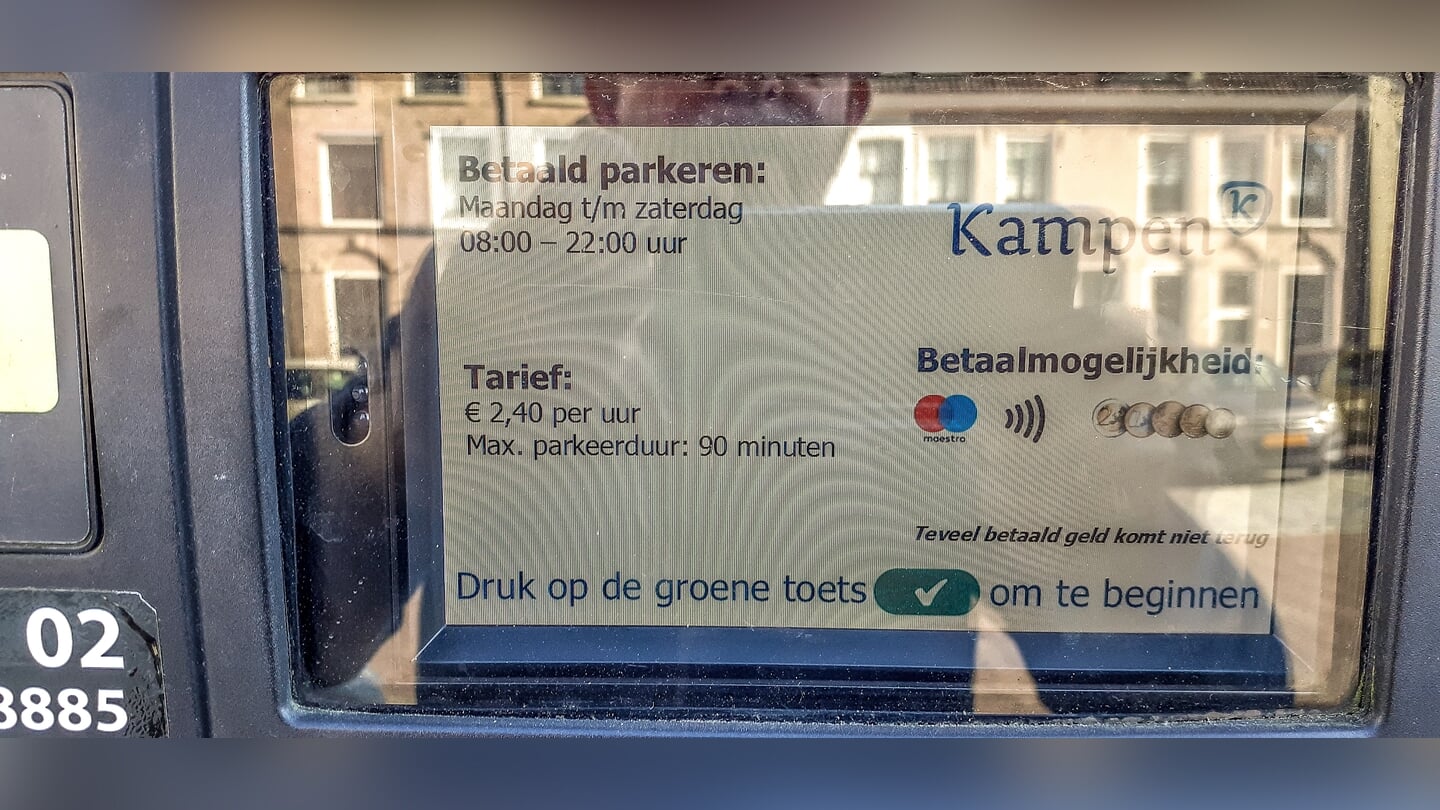 Betaald parkeren:
Maandag t/m zaterdag
08:00 – 22:00 uur
Kampen
K
Tarief:
€ 2,40 per uur
Max. parkeerduur: 90 minuten
Betaalmogelijkheid:
maestro
Teveel betaald geld komt niet terug
Druk op de groene toets ✓ om te beginnen
02
8885